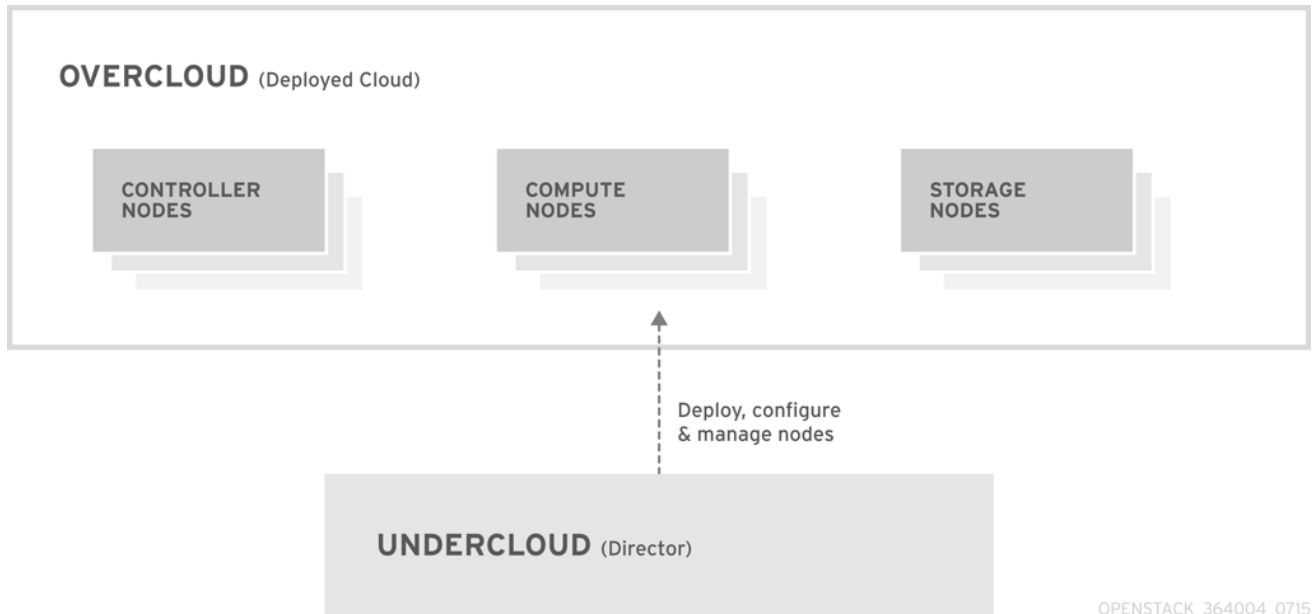 OVERCLOUD (Deployed Cloud)
CONTROLLER
NODES
COMPUTE
NODES
STORAGE
NODES
Deploy, configure
& manage nodes
UNDERCLOUD (Director)
OPENSTACK_364004_0715